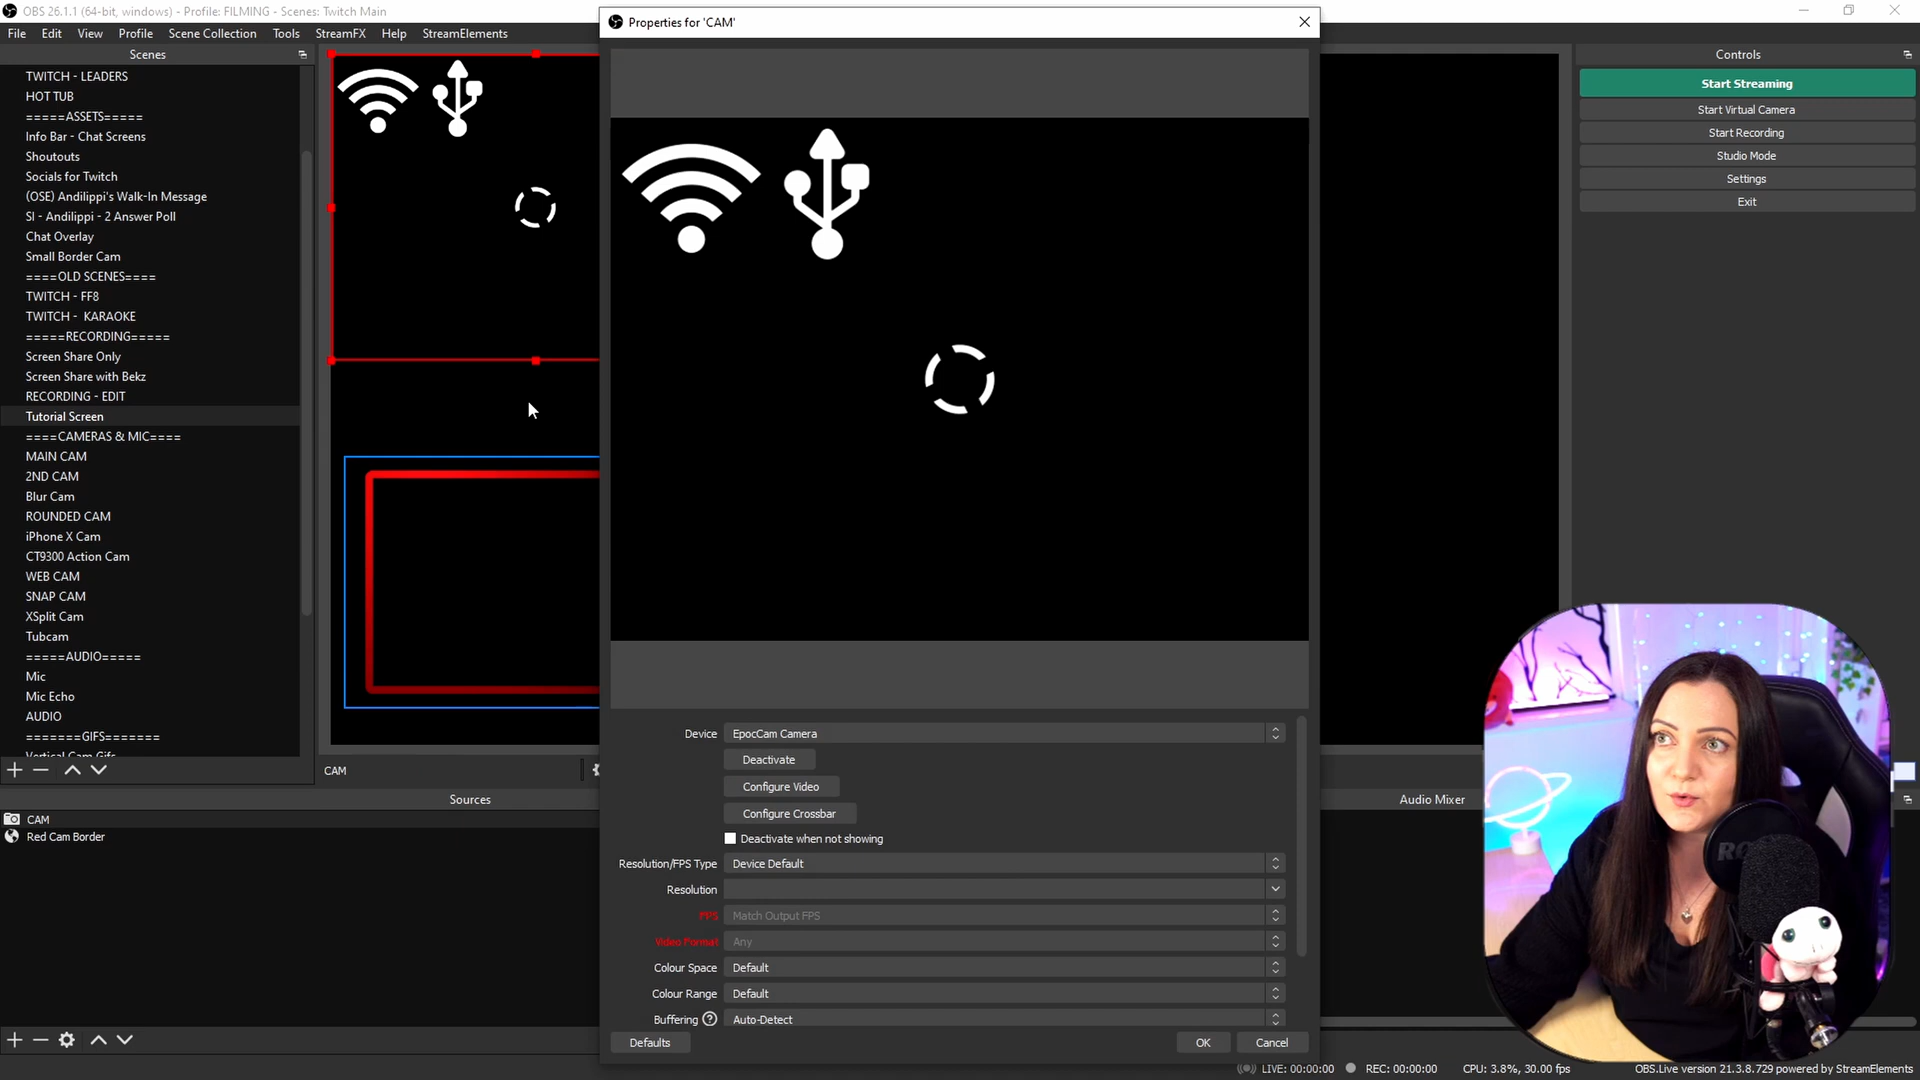 OBS 26.1.1 (64-bit, windows) - Profile: FILMING - Scenes: Twitch Main
File Edit View Profile Scene Collection Tools StreamFX Help StreamElements
Scenes
TWITCH - LEADERS
HOT TUB
=====ASSETS=====
Info Bar - Chat Screens
Shoutouts
Socials for Twitch
(OSE) Andilippi's Walk-In Message
SI - Andilippi - 2 Answer Poll
Chat Overlay
Small Border Cam
====OLD SCENES====
TWITCH - FF8
TWITCH - KARAOKE
=====RECORDING=====
Screen Share Only
Screen Share with Bekz
RECORDING - EDIT
Tutorial Screen
====CAMERAS & MIC====
MAIN CAM
2ND CAM
Blur Cam
ROUNDED CAM
iPhone X Cam
CT9300 Action Cam
WEB CAM
SNAP CAM
XSplit Cam
Tubcam
=====AUDIO=====
Mic
Mic Echo
AUDIO
=======GIFS=======
Vertical Cam Gifs
CAM
Sources
CAM
Red Cam Border
Properties for 'CAM'
Device EpocCam Camera
Deactivate
Configure Video
Configure Crossbar
Deactivate when not showing
Resolution/FPS Type Device Default
Resolution
FPS Match Output FPS
Video Format Any
Colour Space Default
Colour Range Default
Buffering ? Auto-Detect
Defaults OK Cancel
Controls
Start Streaming
Start Virtual Camera
Start Recording
Studio Mode
Settings
Exit
Audio Mixer
LIVE: 00:00:00 REC: 00:00:00 CPU: 3.8%, 30.00 fps OBS.Live version 21.3.8.729 powered by StreamElements